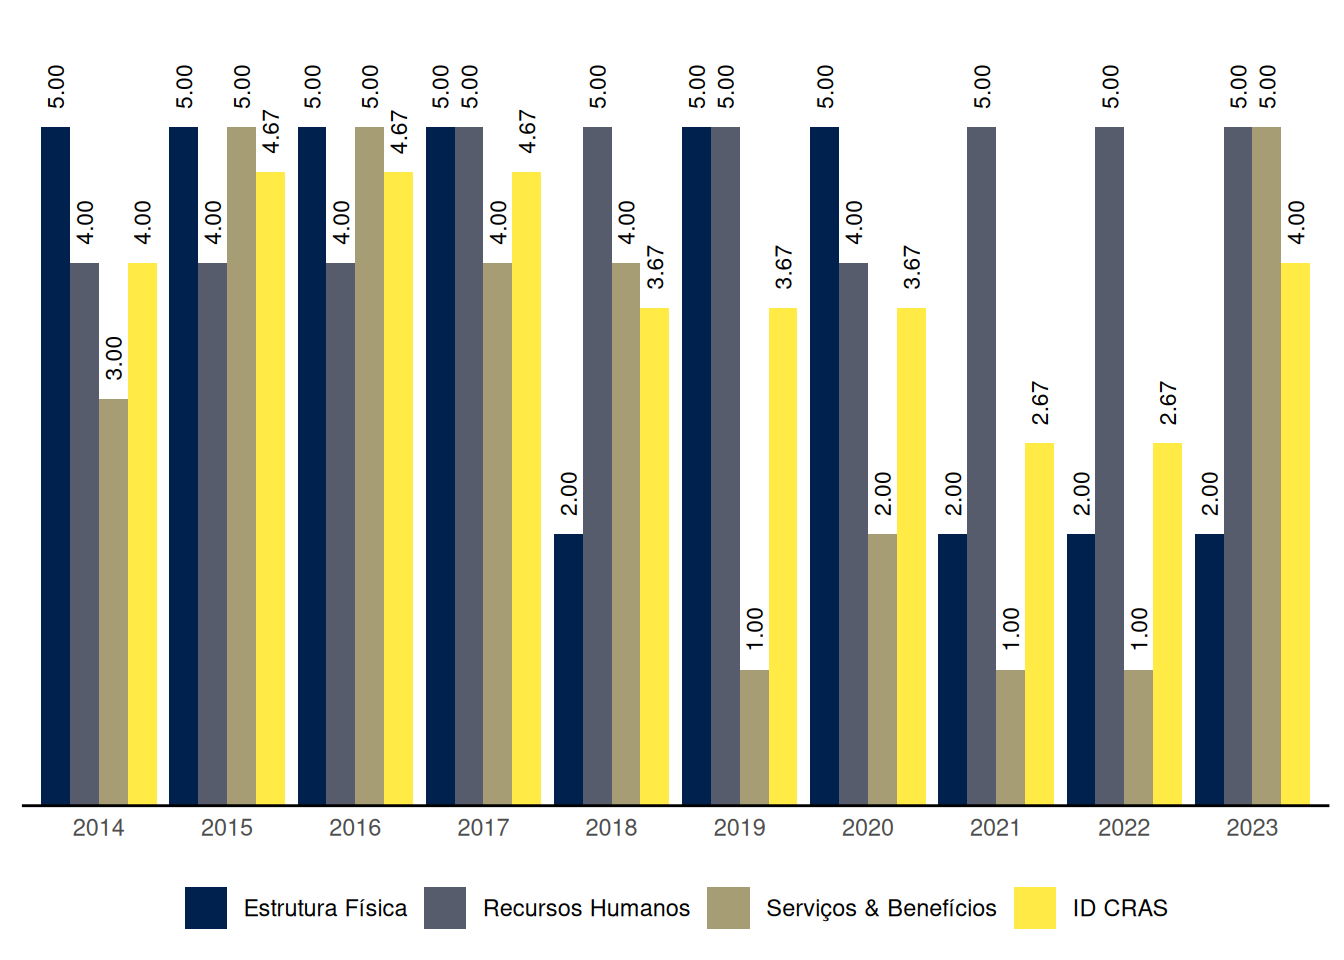 5.00 4.00 3.00 4.00
5.00 4.00 5.00 4.67
5.00 4.00 5.00 4.67
5.00 5.00 4.00 4.67
2.00 5.00 4.00 3.67
5.00 5.00 1.00 3.67
5.00 4.00 2.00 3.67
2.00 5.00 1.00 2.67
2.00 5.00 1.00 2.67
2.00 5.00 5.00 4.00
2014 2015 2016 2017 2018 2019 2020 2021 2022 2023
Estrutura Física Recursos Humanos Serviços & Benefícios ID CRAS